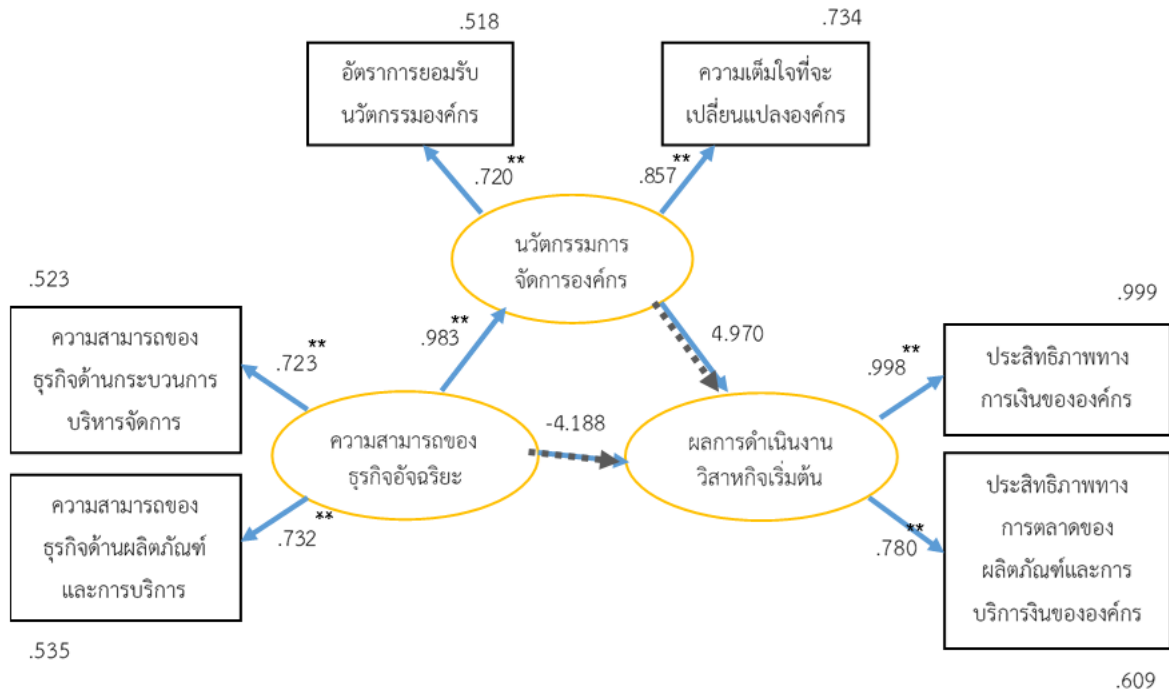 .518
.734
อัตราการยอมรับ
นวัตกรรมองค์กร
ความเต็มใจที่จะ
เปลี่ยนแปลงองค์กร
.720**
.857**
นวัตกรรมการ
จัดการองค์กร
.523
.999
ความสามารถของ
ธุรกิจด้านกระบวนการ
บริหารจัดการ
.723**
.983**
4.970
.998**
ประสิทธิภาพทาง
การเงินขององค์กร
-4.188
ความสามารถของ
ธุรกิจอัจฉริยะ
ผลการดำเนินงาน
วิสาหกิจเริ่มต้น
ความสามารถของ
ธุรกิจด้านผลิตภัณฑ์
และการบริการ
.732**
.780**
ประสิทธิภาพทาง
การตลาดของ
ผลิตภัณฑ์และการ
บริการงินขององค์กร
.535
.609